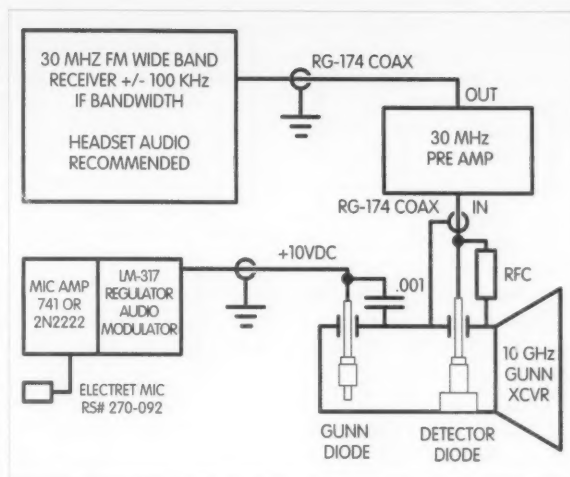 30 MHZ FM WIDE BAND
RECEIVER +/- 100 KHz
IF BANDWIDTH
HEADSET AUDIO
RECOMMENDED
RG-174 COAX
OUT
30 MHz
PRE AMP
RG-174 COAX
IN
+10VDC
MIC AMP
741 OR
2N2222
LM-317
REGULATOR
AUDIO
MODULATOR
.001
RFC
10 GHz
GUNN
XCVR
ELECTRET MIC
RS# 270-092
GUNN
DIODE
DETECTOR
DIODE